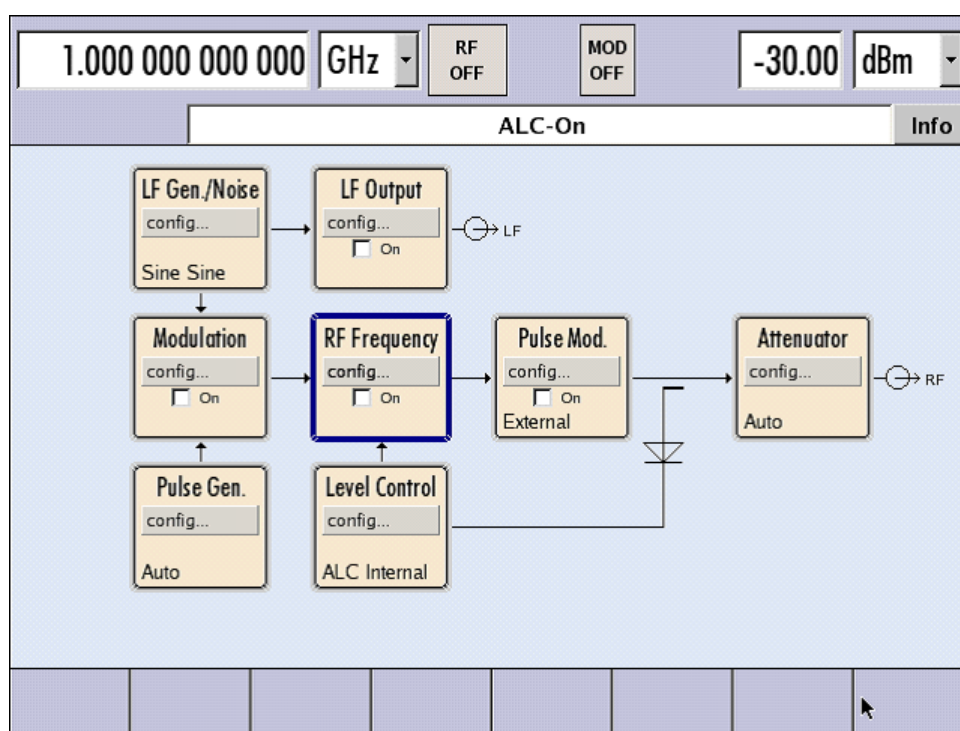 1.000 000 000 000 GHz RF OFF MOD OFF -30.00 dBm
ALC-On Info
LF Gen./Noise
config...
Sine Sine
LF Output
config...
On
LF
Modulation
config...
On
RF Frequency
config...
On
Pulse Mod.
config...
On
External
Attenuator
config...
Auto
RF
Pulse Gen.
config...
Auto
Level Control
config...
ALC Internal